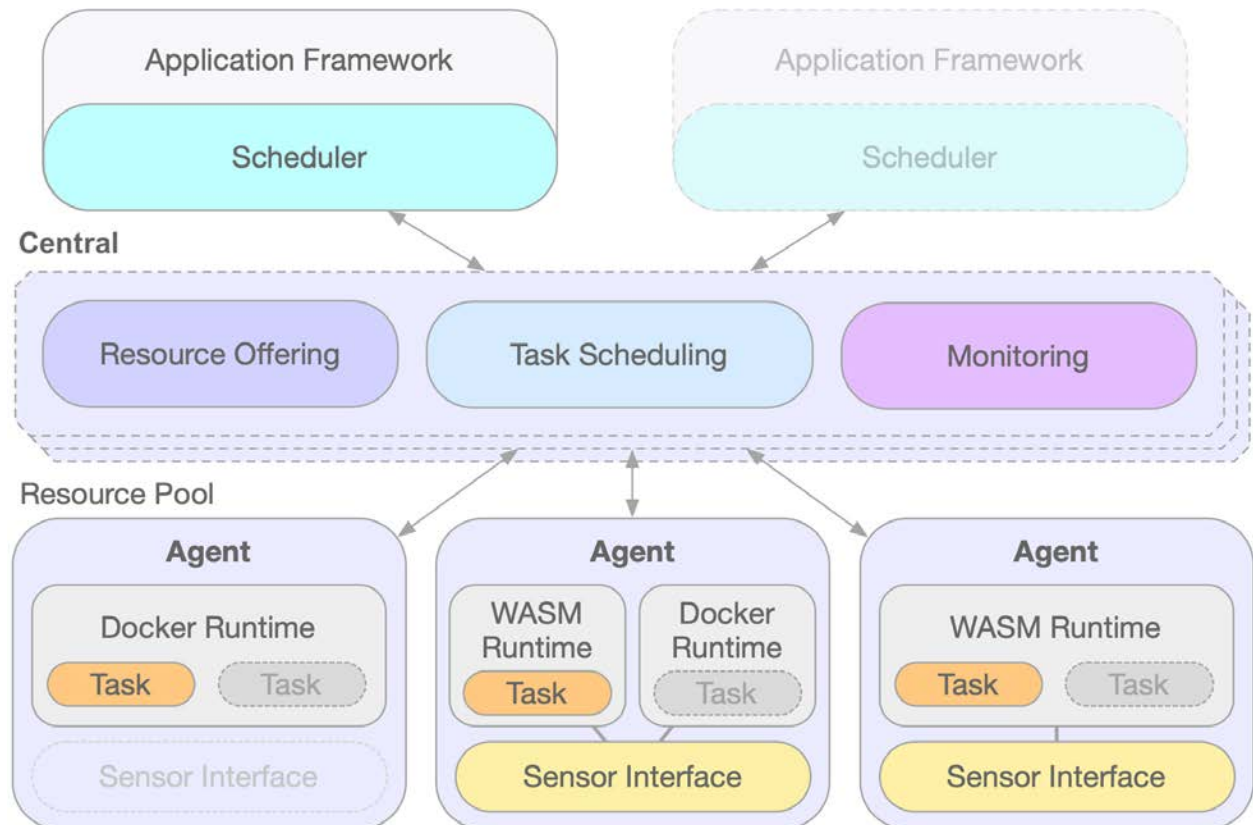 Application Framework
Scheduler
Application Framework
Scheduler
Central
Resource Offering
Task Scheduling
Monitoring
Resource Pool
Agent
Docker Runtime
Task
Task
Sensor Interface
Agent
WASM
Runtime
Task
Docker
Runtime
Task
Sensor Interface
Agent
WASM Runtime
Task
Task
Sensor Interface